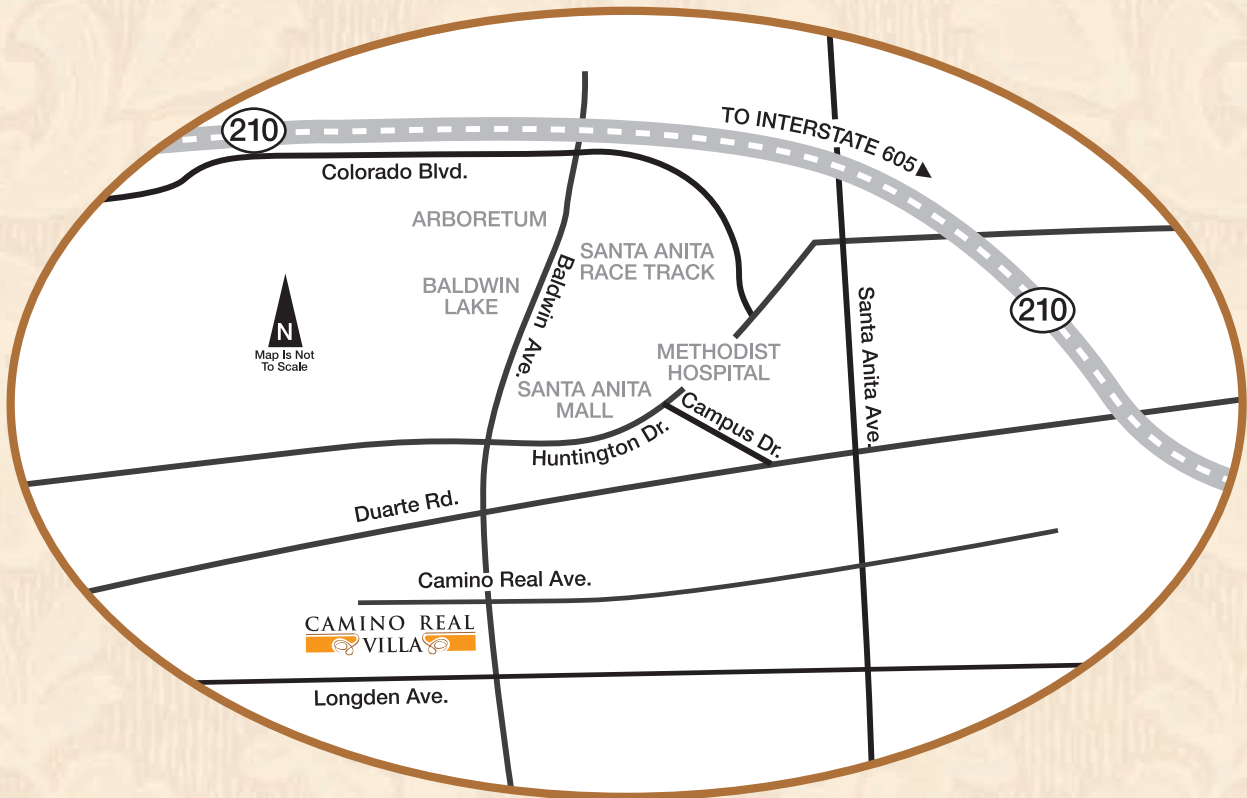 210
TO INTERSTATE 605
Colorado Blvd.
ARBORETUM
SANTA ANITA
RACE TRACK
Baldwin Ave.
BALDWIN
LAKE
Santa Anita Ave.
210
N
Map Is Not
To Scale
METHODIST
HOSPITAL
SANTA ANITA
MALL
Campus Dr.
Huntington Dr.
Duarte Rd.
Camino Real Ave.
CAMINO REAL
VILLA
Longden Ave.